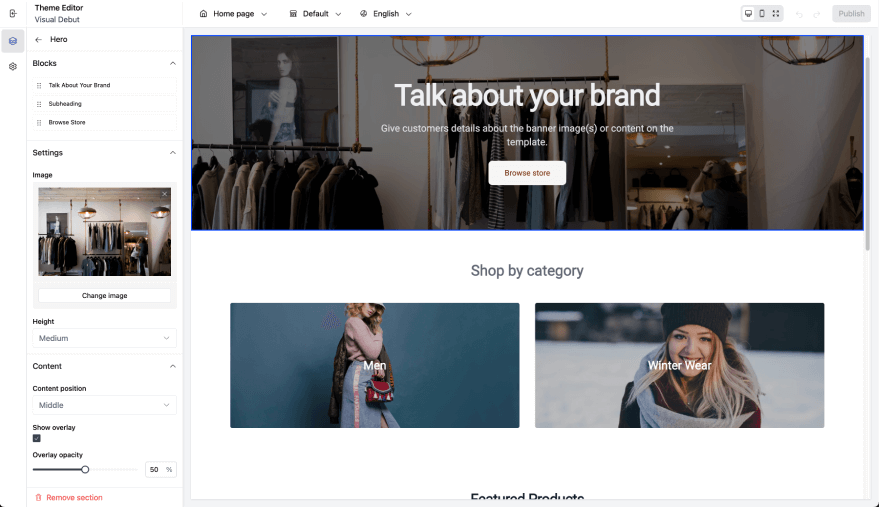 Theme Editor
Visual Debut
Home page
Default
English
Publish
Hero
Blocks
Talk About Your Brand
Subheading
Browse Store
Settings
Image
Change image
Height
Medium
Content
Content position
Middle
Show overlay
Overlay opacity
50 %
Remove section
Talk about your brand
Give customers details about the banner image(s) or content on the
template.
Browse store
Shop by category
Men
Winter Wear
Featured Products